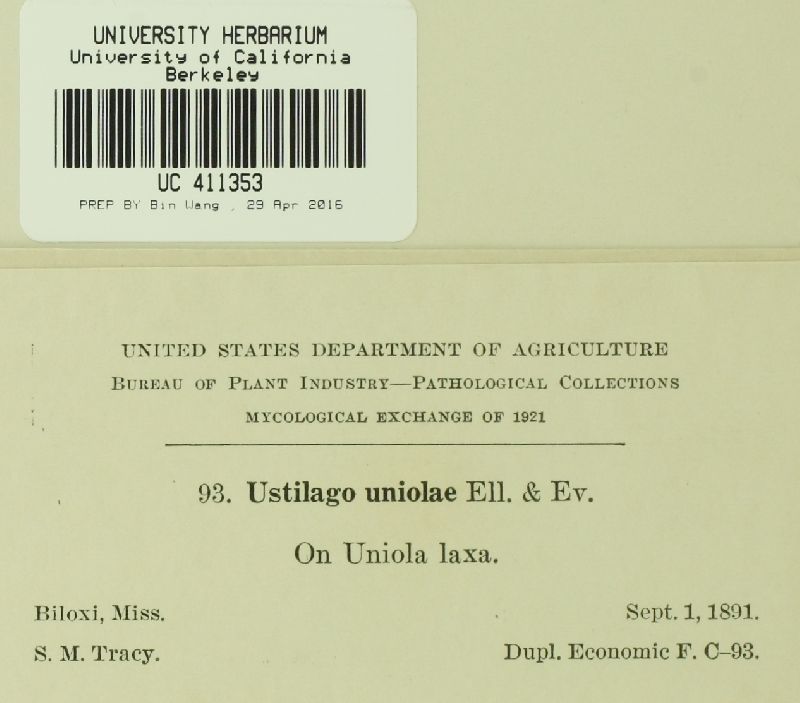 UNIVERSITY HERBARIUM
University of California
Berkeley
UC 411353
PREP BY Bin Wang , 29 Apr 2016
UNITED STATES DEPARTMENT OF AGRICULTURE
BUREAU OF PLANT INDUSTRY—PATHOLOGICAL COLLECTIONS
MYCOLOGICAL EXCHANGE OF 1921
93. Ustilago uniolae Ell. & Ev.
On Uniola laxa.
Biloxi, Miss. Sept. 1, 1891.
S. M. Tracy. Dupl. Economic F. C–93.